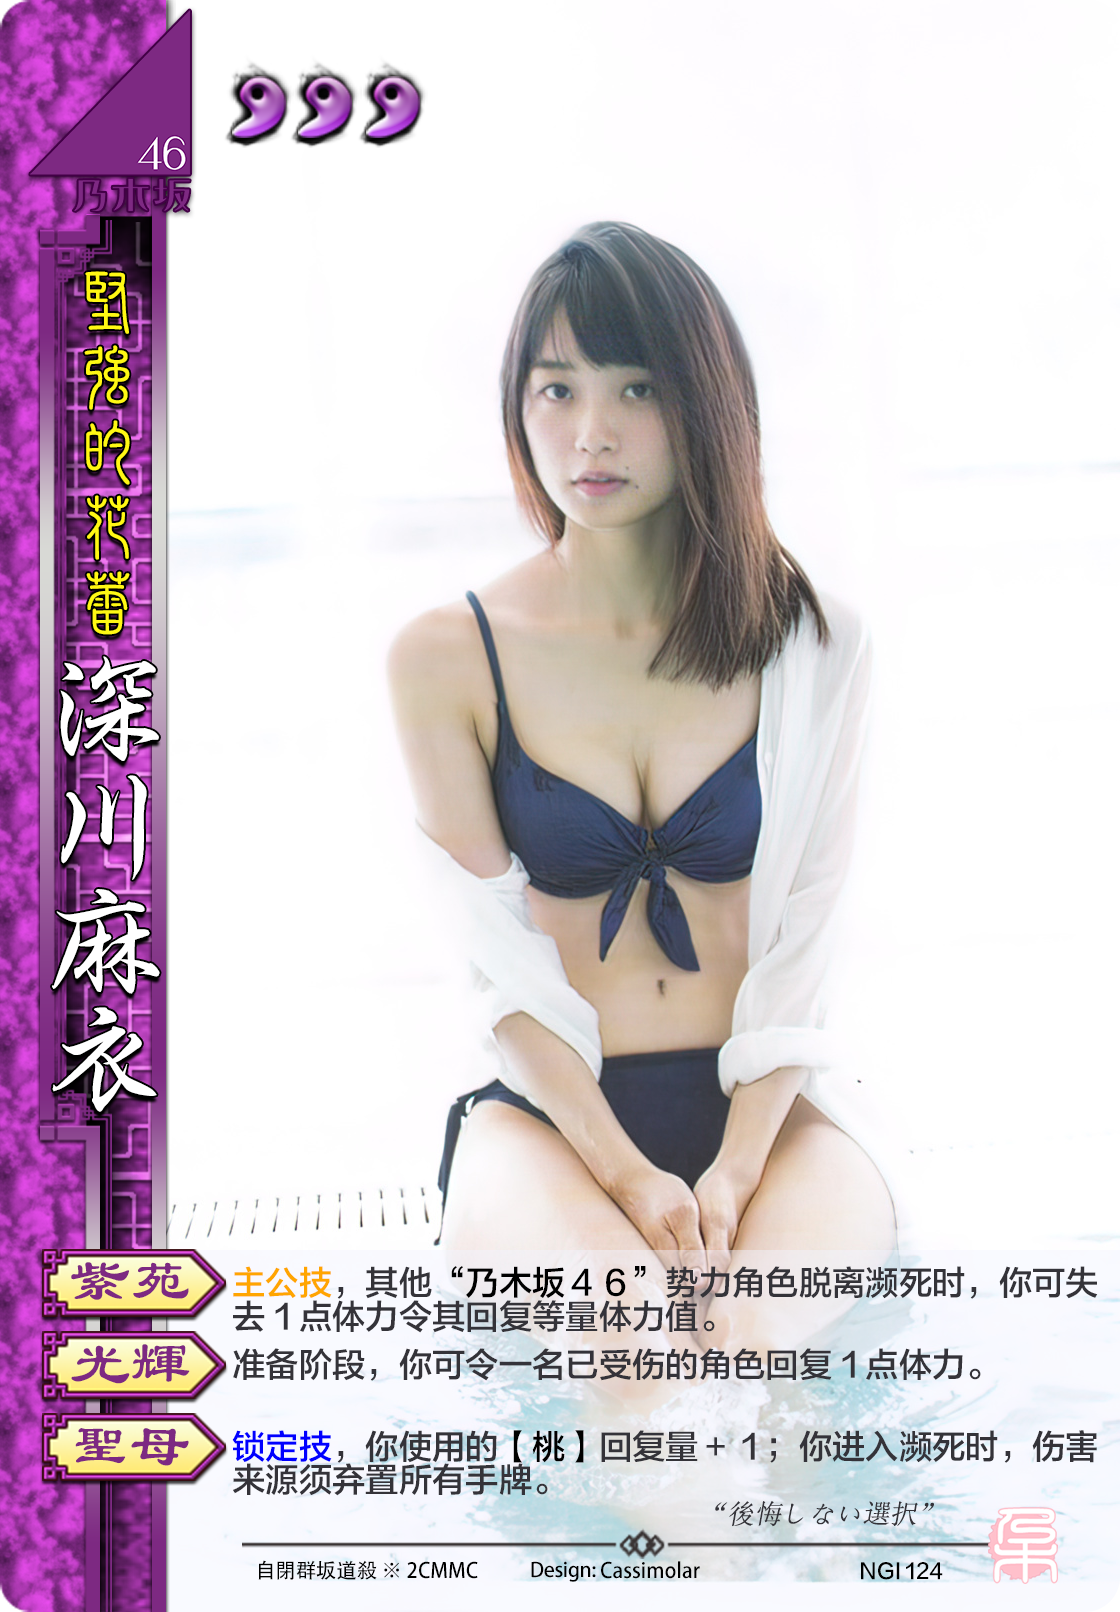 46
乃木坂
堅強的花蕾
深川麻衣
紫苑
主公技，其他“乃木坂４６”势力角色脱离濒死时，你可失
去１点体力令其回复等量体力值。
光輝
准备阶段，你可令一名已受伤的角色回复１点体力。
聖母
锁定技，你使用的【桃】回复量＋１；你进入濒死时，伤害
来源须弃置所有手牌。
“後悔しない選択”
自閉群坂道殺 ※ 2CMMC Design: Cassimolar NGI 124